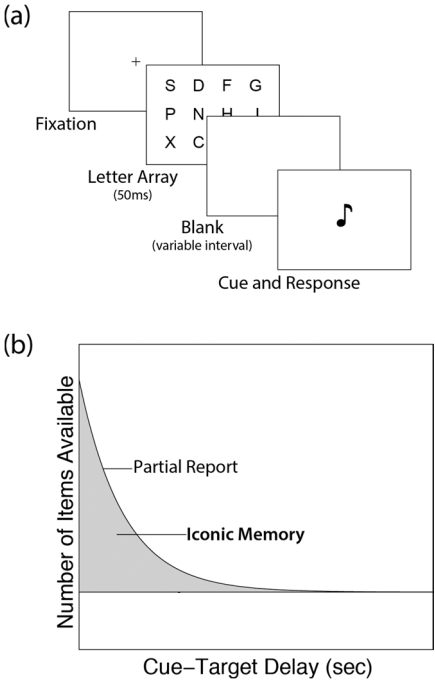 (a)
S D F G
P N H
X C
Fixation
Letter Array
(50ms)
Blank
(variable interval)
Cue and Response
(b)
Number of Items Available
Partial Report
Iconic Memory
Cue–Target Delay (sec)